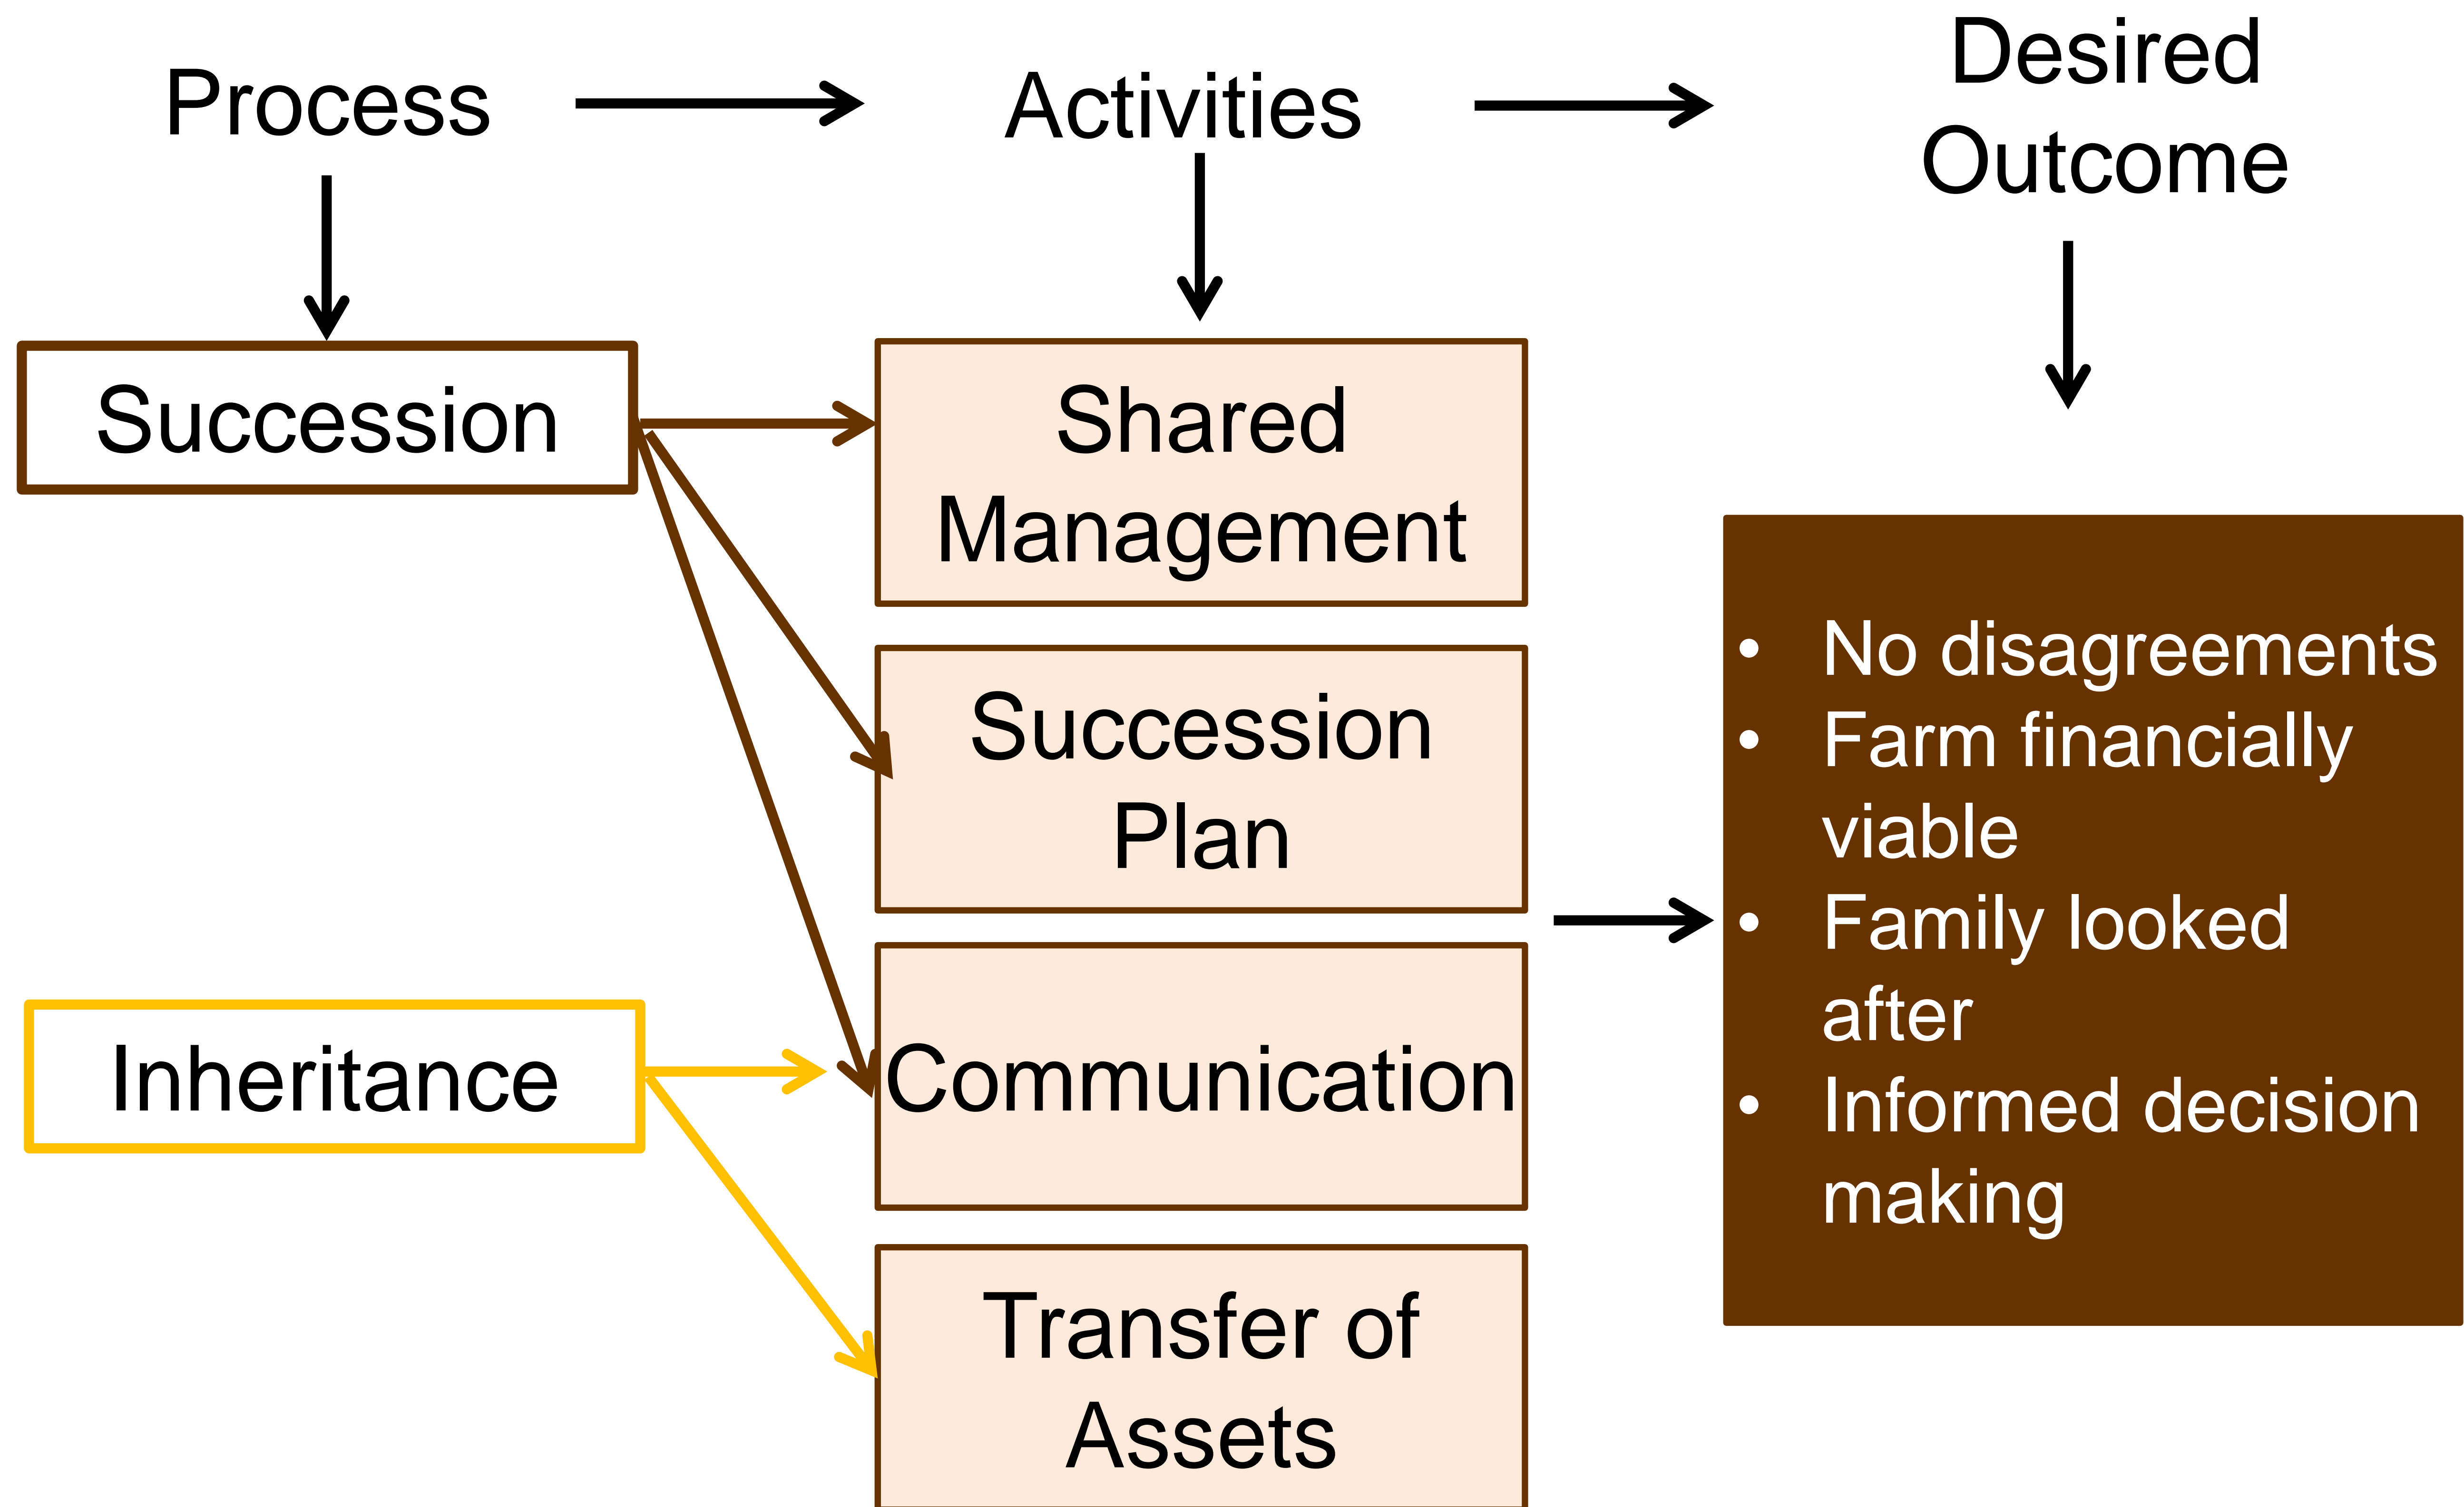 Process
Activities
Desired
Outcome
Succession
Inheritance
Shared
Management
Succession
Plan
Communication
Transfer of
Assets
• No disagreements
• Farm financially
viable
• Family looked
after
• Informed decision
making